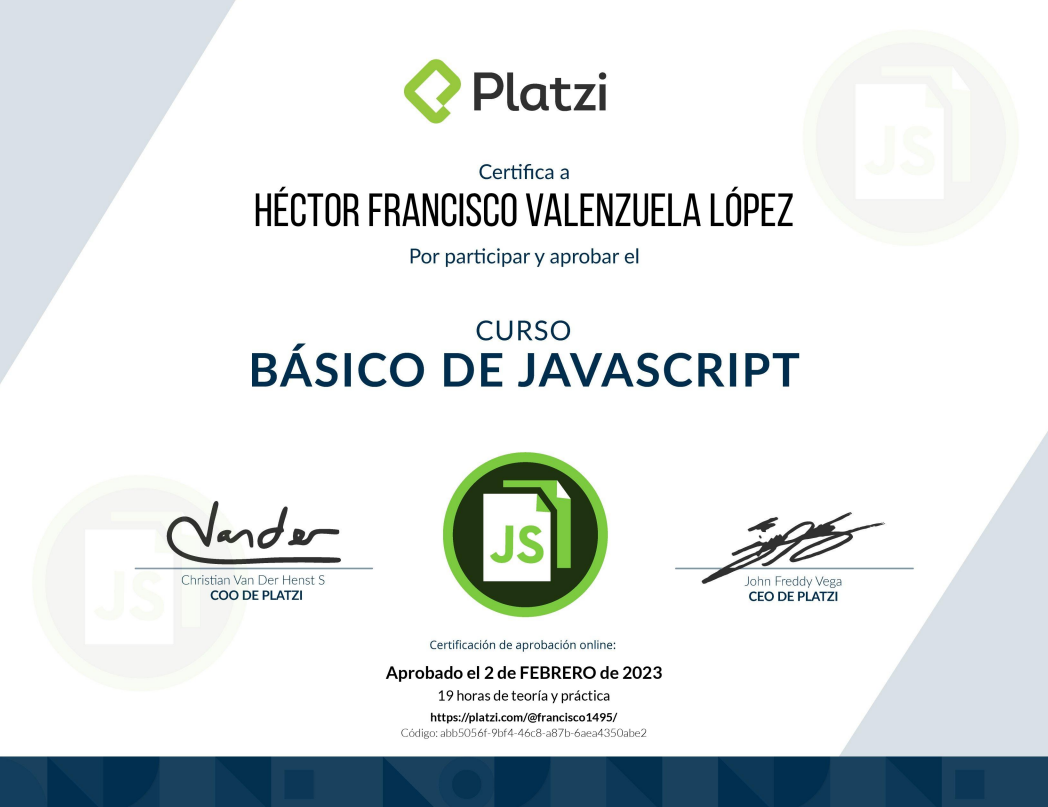 Platzi
JS
Certifica a
HÉCTOR FRANCISCO VALENZUELA LÓPEZ
Por participar y aprobar el
CURSO
BÁSICO DE JAVASCRIPT
JS
JS
Vander
Christian Van Der Henst S
COO DE PLATZI
John Freddy Vega
CEO DE PLATZI
Certificación de aprobación online:
Aprobado el 2 de FEBRERO de 2023
19 horas de teoría y práctica
https://platzi.com/@francisco1495/
Código: abb5056f-9bf4-46c8-a87b-6aea4350abe2